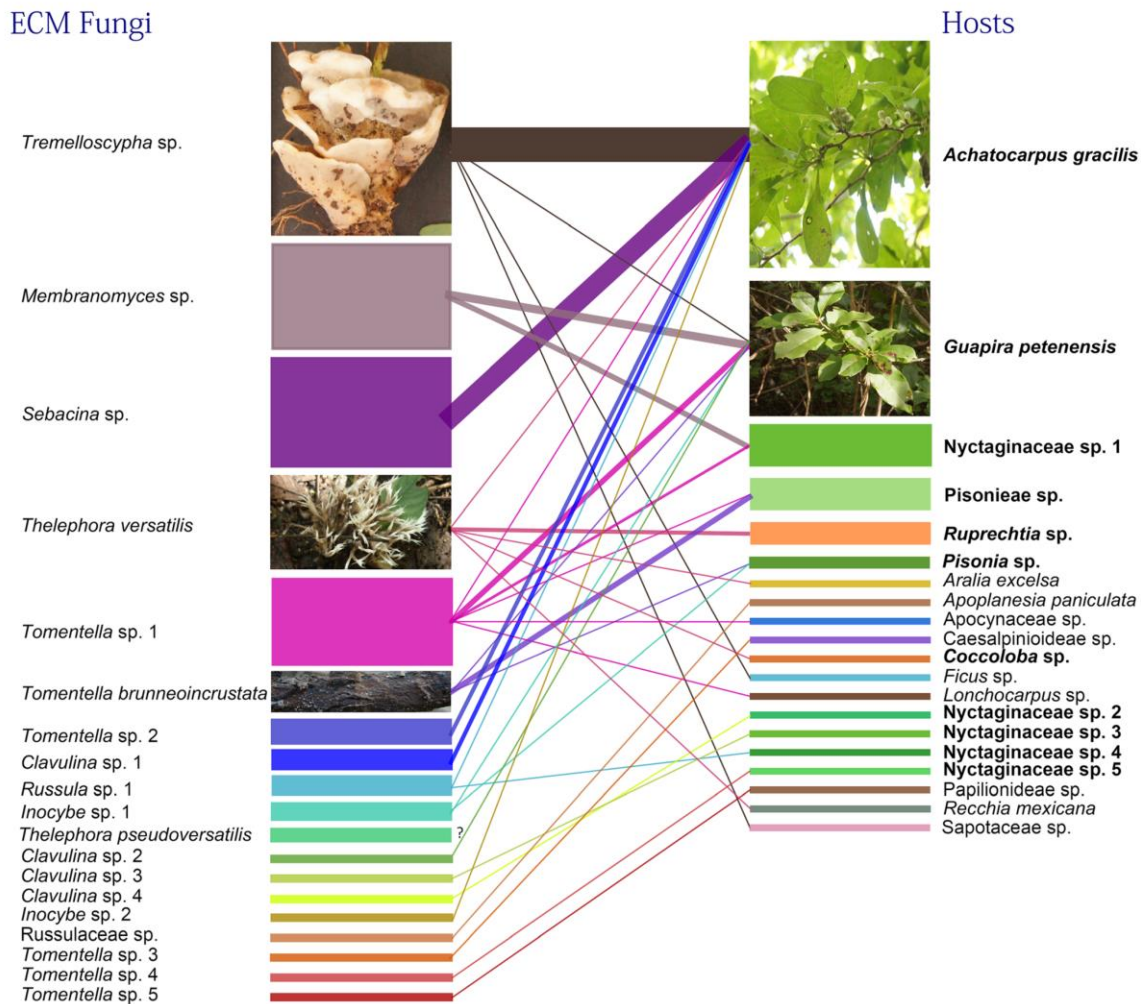 ECM Fungi
Hosts
Tremelloscypha sp.
Membranomyces sp.
Sebacina sp.
Thelephora versatilis
Tomentella sp. 1
Tomentella brunneoincrustata
Tomentella sp. 2
Clavulina sp. 1
Russula sp. 1
Inocybe sp. 1
Thelephora pseudoversatilis
?
Clavulina sp. 2
Clavulina sp. 3
Clavulina sp. 4
Inocybe sp. 2
Russulaceae sp.
Tomentella sp. 3
Tomentella sp. 4
Tomentella sp. 5
Achatocarpus gracilis
Guapira petenensis
Nyctaginaceae sp. 1
Pisonieae sp.
Ruprechtia sp.
Pisonia sp.
Aralia excelsa
Apoplanesia paniculata
Apocynaceae sp.
Caesalpinioideae sp.
Coccoloba sp.
Ficus sp.
Lonchocarpus sp.
Nyctaginaceae sp. 2
Nyctaginaceae sp. 3
Nyctaginaceae sp. 4
Nyctaginaceae sp. 5
Papilionideae sp.
Recchia mexicana
Sapotaceae sp.